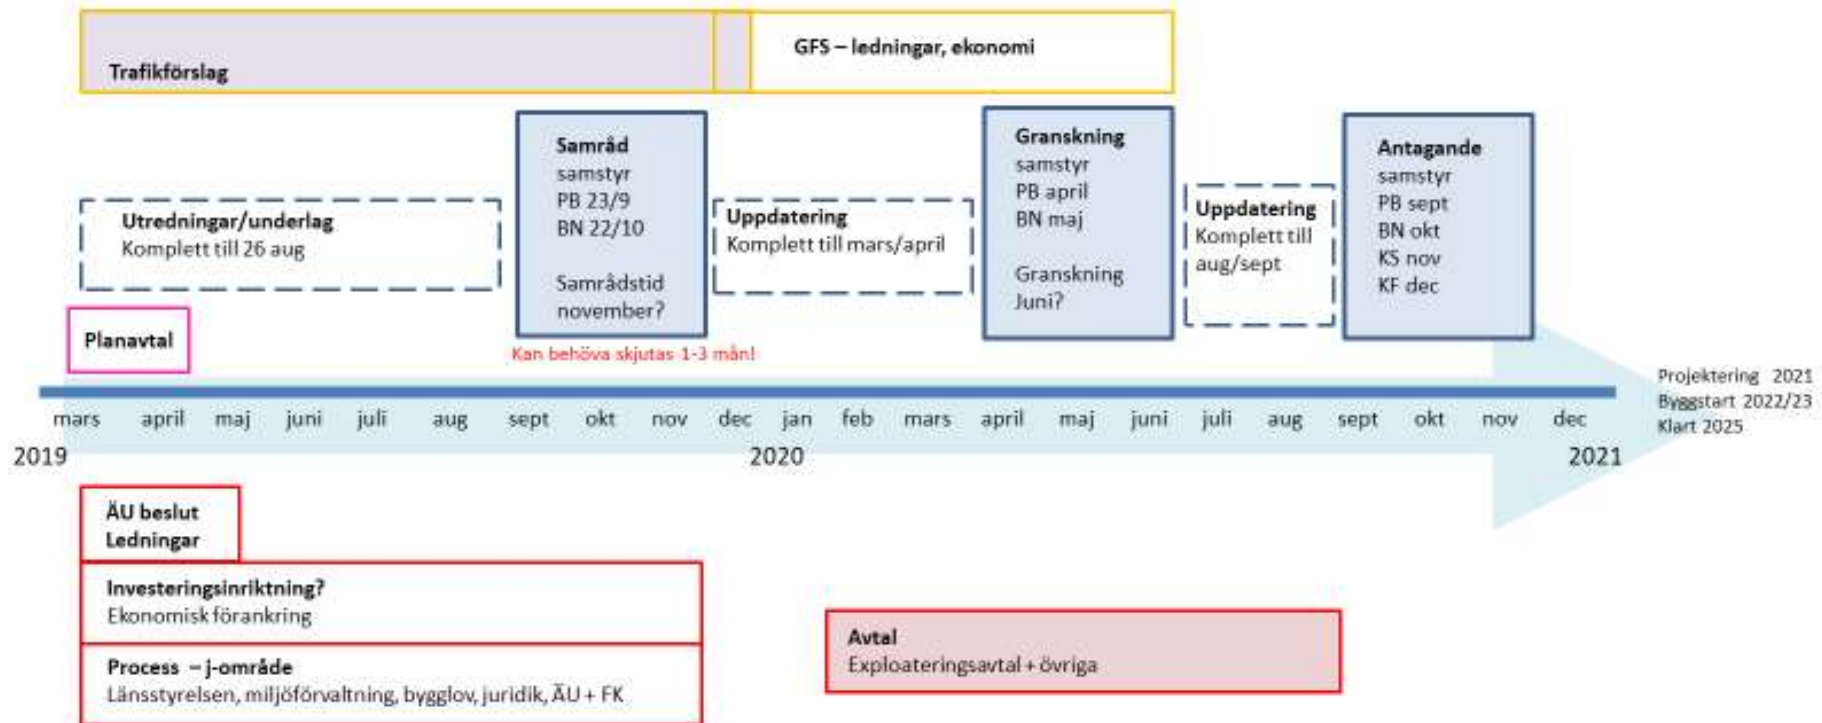 GFS – ledningar, ekonomi
Trafikförslag
Samråd
samstyr
PB 23/9
BN 22/10
Samrådstid
november?
Granskning
samstyr
PB april
BN maj
Granskning
Juni?
Antagande
samstyr
PB sept
BN okt
KS nov
KF dec
Utredningar/underlag
Komplett till 26 aug
Uppdatering
Komplett till mars/april
Uppdatering
Komplett till
aug/sept
Planavtal
Kan behöva skjutas 1-3 mån!
mars april maj juni juli aug sept okt nov dec jan feb mars april maj juni juli aug sept okt nov dec
2019 2020 2021
Projektering 2021
Byggstart 2022/23
Klart 2025
ÄU beslut
Ledningar
Investeringsinriktning?
Ekonomisk förankring
Process – j-område
Länsstyrelsen, miljöförvaltning, bygglov, juridik, ÄU + FK
Avtal
Exploateringsavtal + övriga